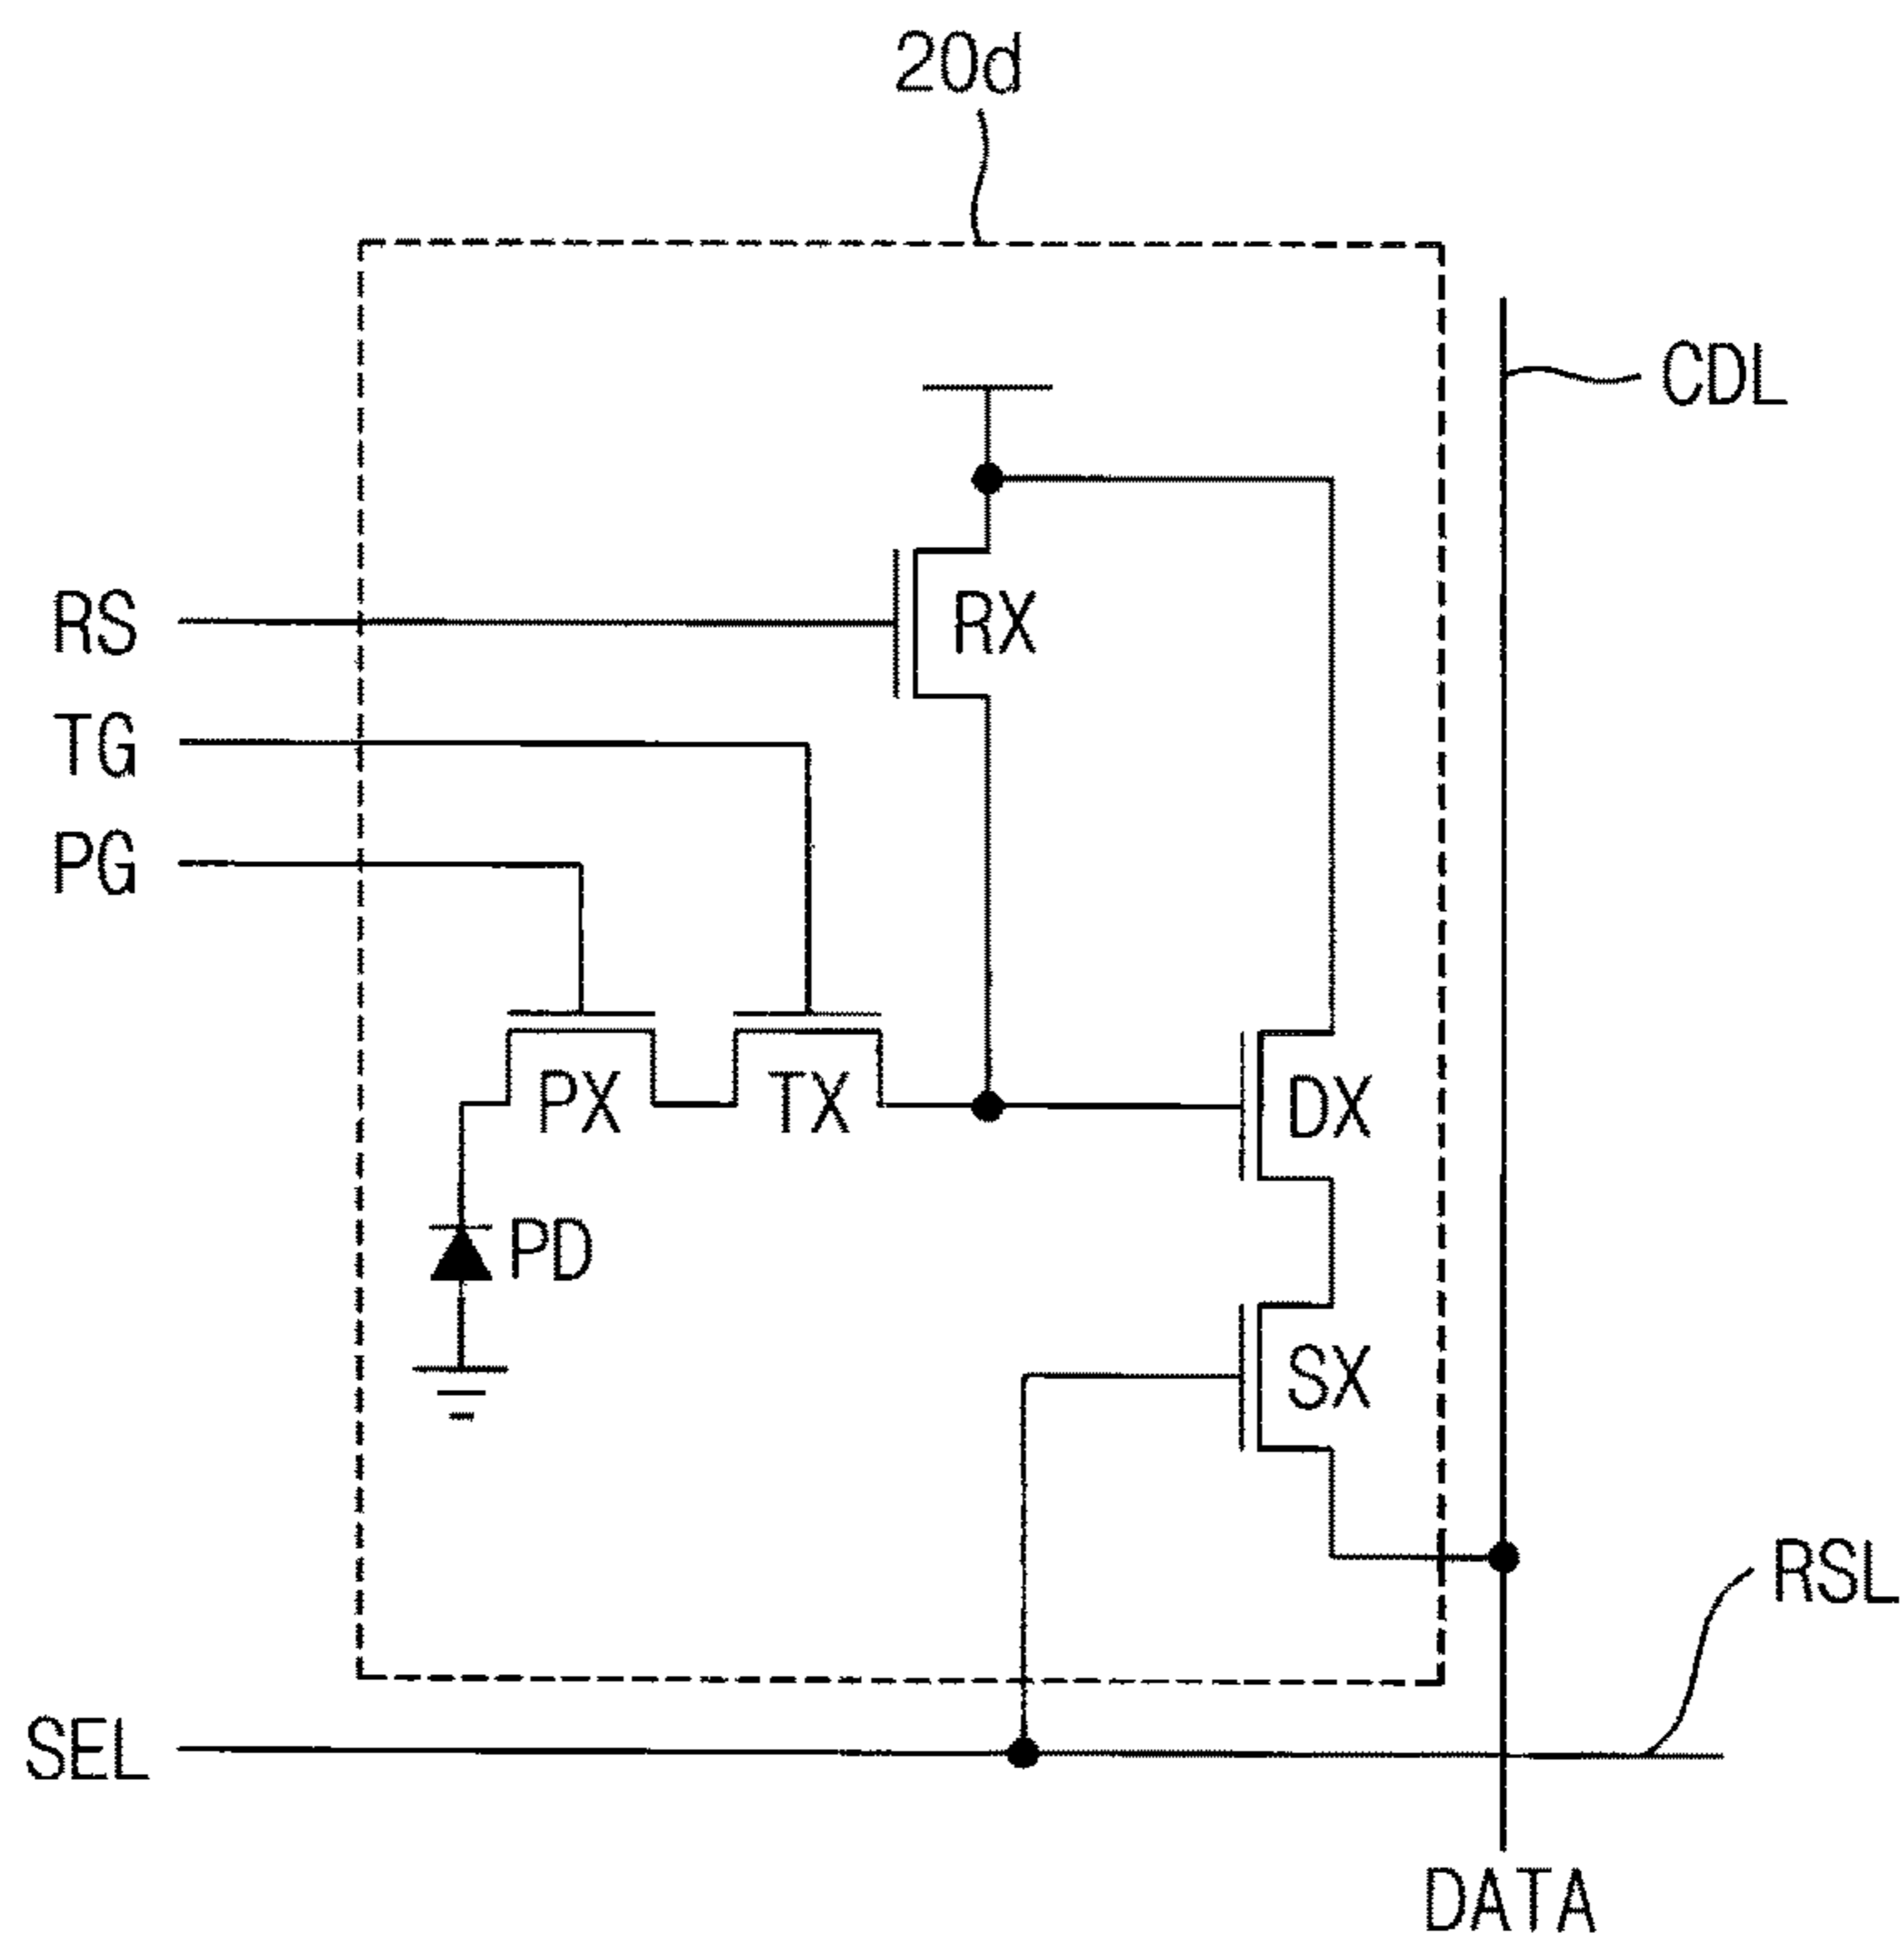 20d
CDL
RS
RX
TG
PG
PX
TX
DX
PD
SX
RSL
SEL
DATA